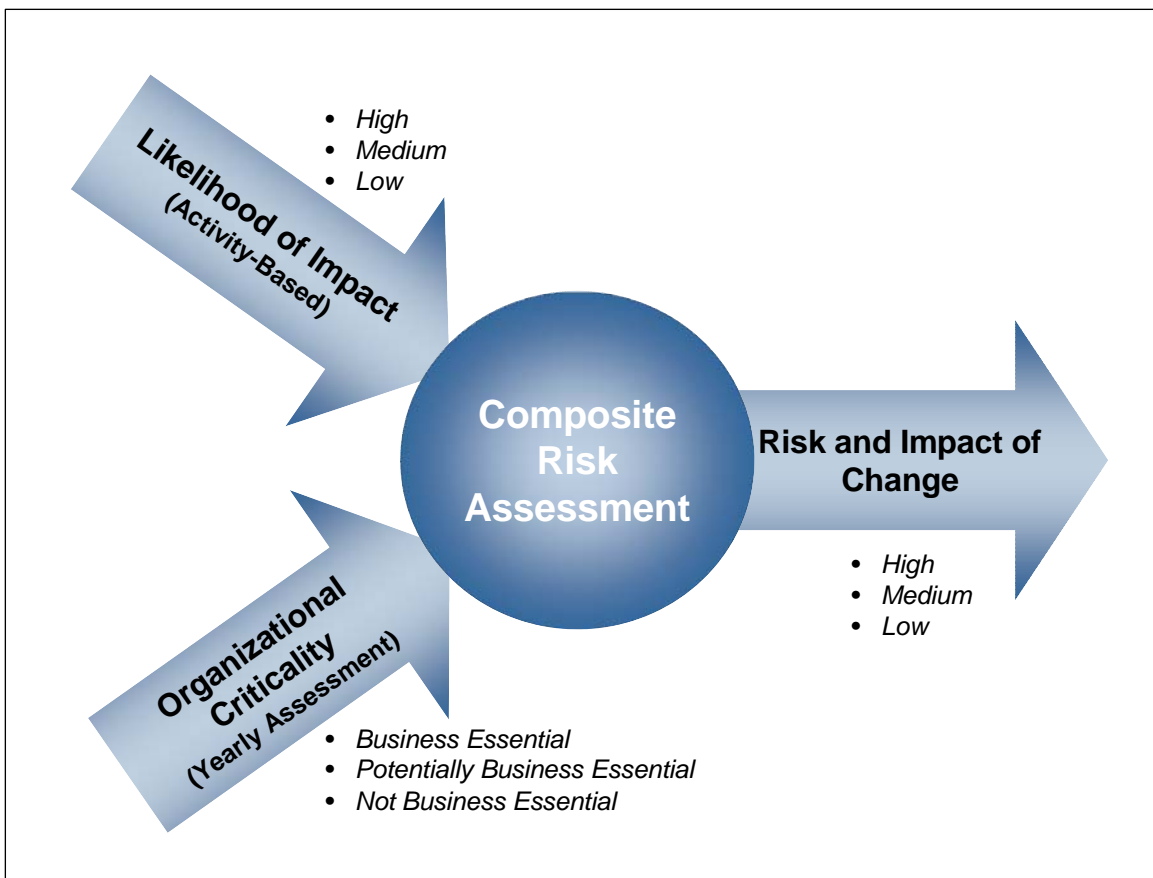 • High
• Medium
• Low
Likelihood of Impact
(Activity-Based)
Composite
Risk
Assessment
Risk and Impact of
Change
• High
• Medium
• Low
Organizational
Criticality
(Yearly Assessment)
• Business Essential
• Potentially Business Essential
• Not Business Essential